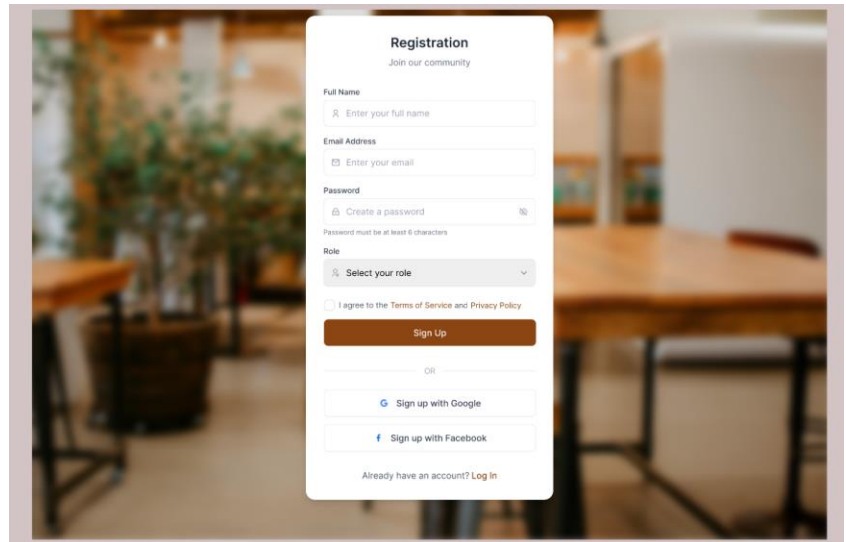 Registration
Join our community
Full Name
Enter your full name
Email Address
Enter your email
Password
Create a password
Password must be at least 6 characters
Role
Select your role
I agree to the Terms of Service and Privacy Policy
Sign Up
OR
G Sign up with Google
f Sign up with Facebook
Already have an account? Log In